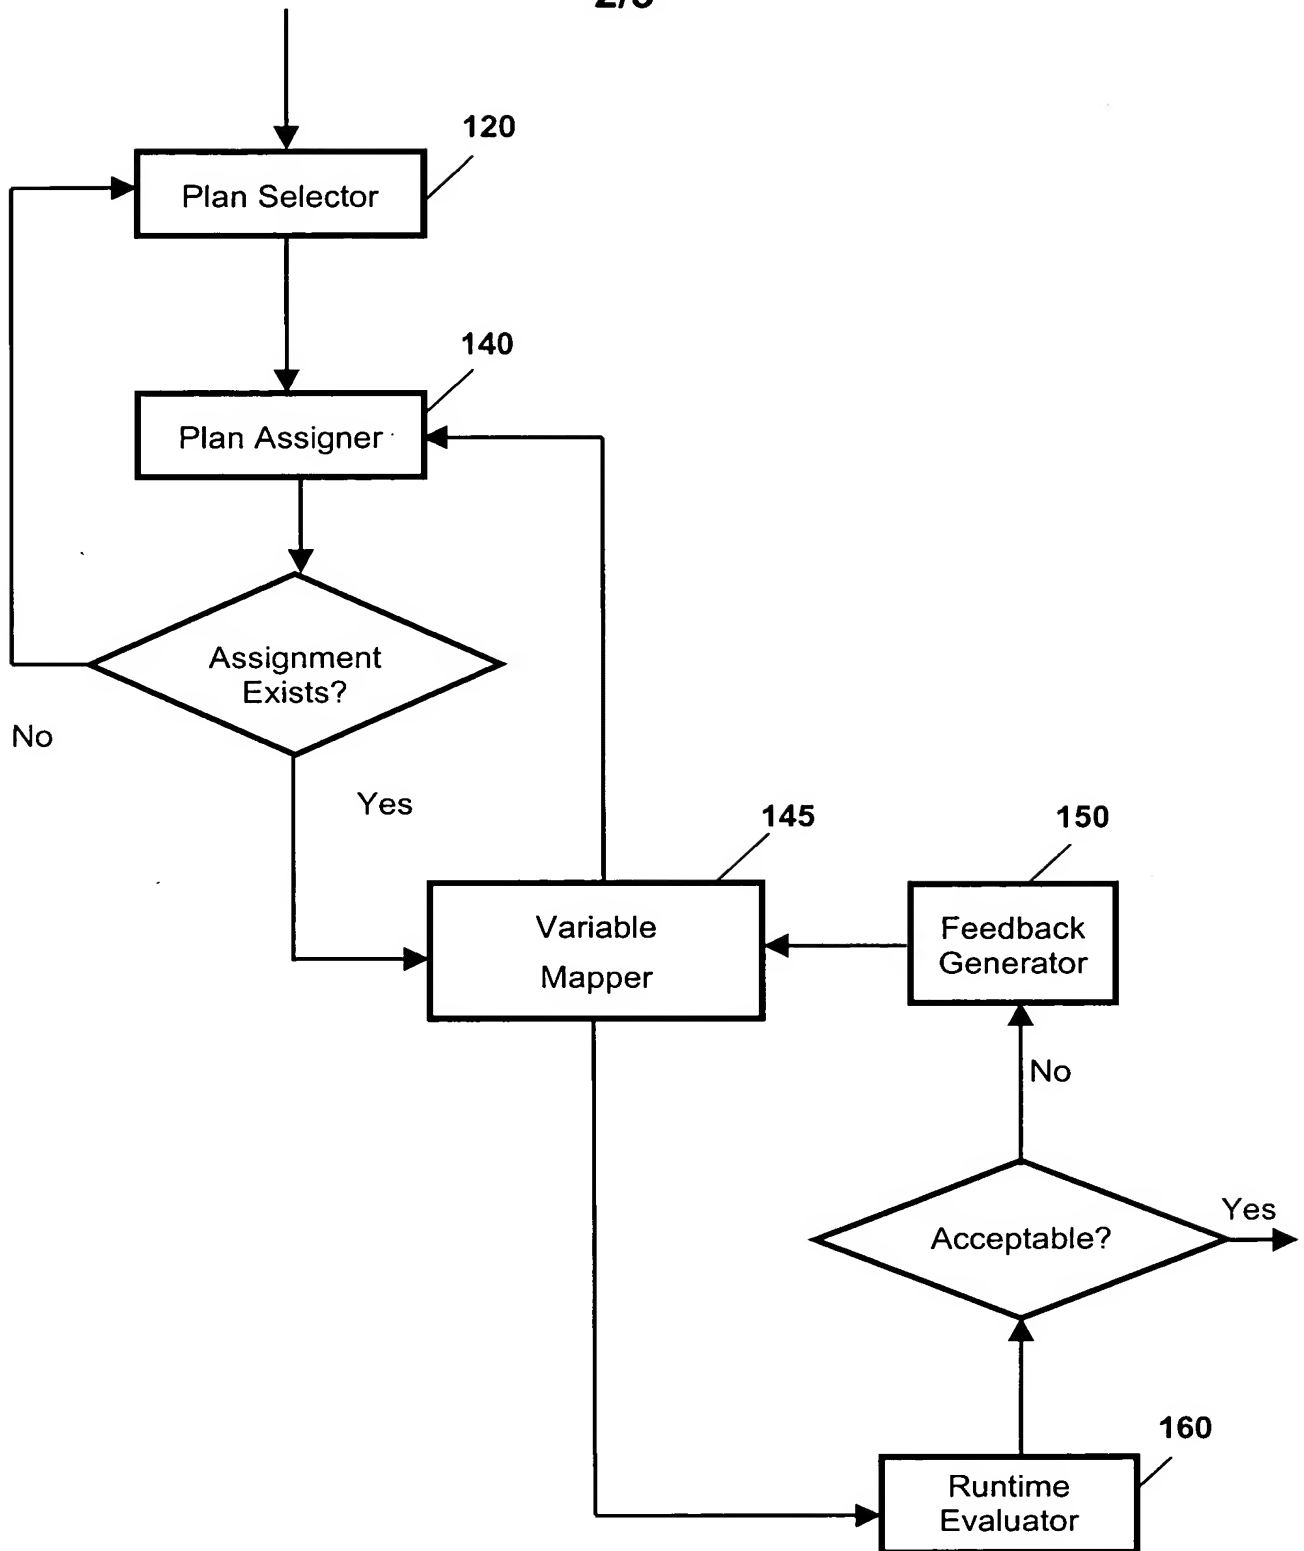 120
Plan Selector
140
Plan Assigner
Assignment
Exists?
No
Yes
145
150
Variable
Mapper
Feedback
Generator
No
Yes
Acceptable?
160
Runtime
Evaluator